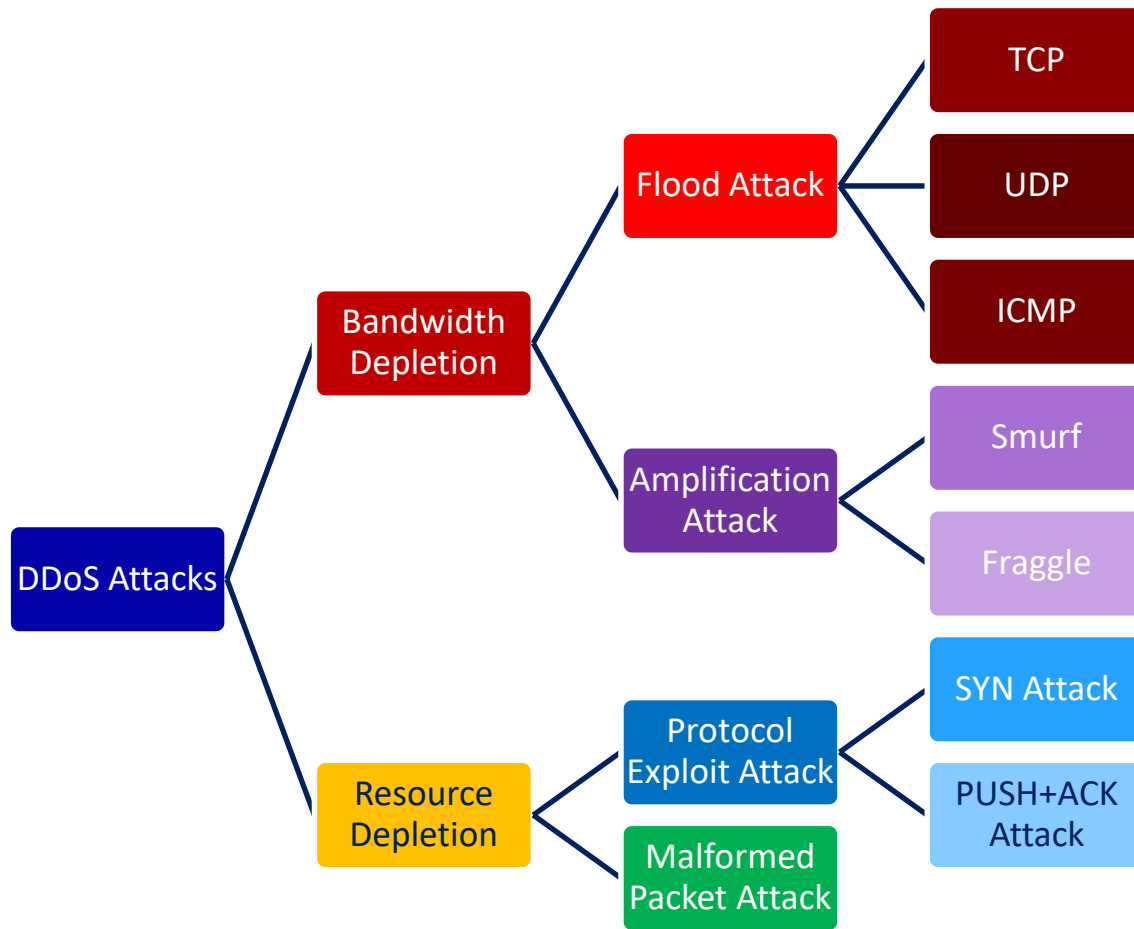 DDoS Attacks
Bandwidth
Depletion
Flood Attack
TCP
UDP
ICMP
Amplification
Attack
Smurf
Fraggle
Resource
Depletion
Protocol
Exploit Attack
SYN Attack
PUSH+ACK
Attack
Malformed
Packet Attack